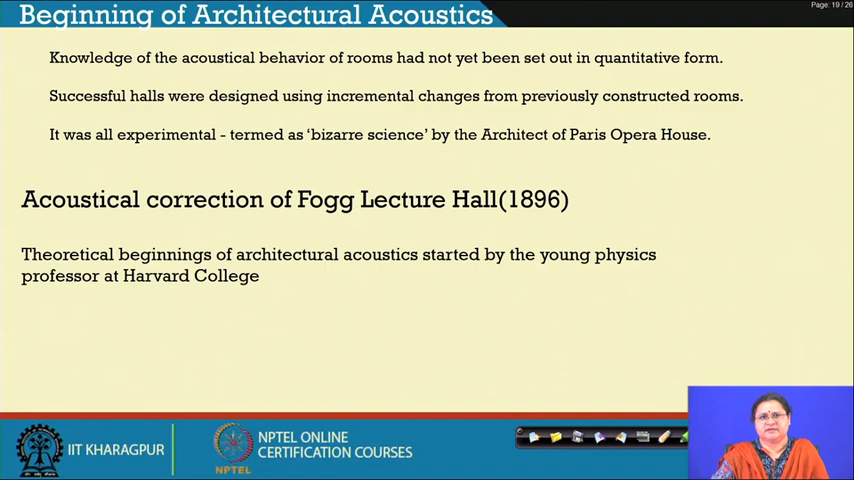 Beginning of Architectural Acoustics
Page: 19 / 26
Knowledge of the acoustical behavior of rooms had not yet been set out in quantitative form.
Successful halls were designed using incremental changes from previously constructed rooms.
It was all experimental - termed as ‘bizarre science’ by the Architect of Paris Opera House.
Acoustical correction of Fogg Lecture Hall(1896)
Theoretical beginnings of architectural acoustics started by the young physics
professor at Harvard College
IIT KHARAGPUR
NPTEL
NPTEL ONLINE
CERTIFICATION COURSES